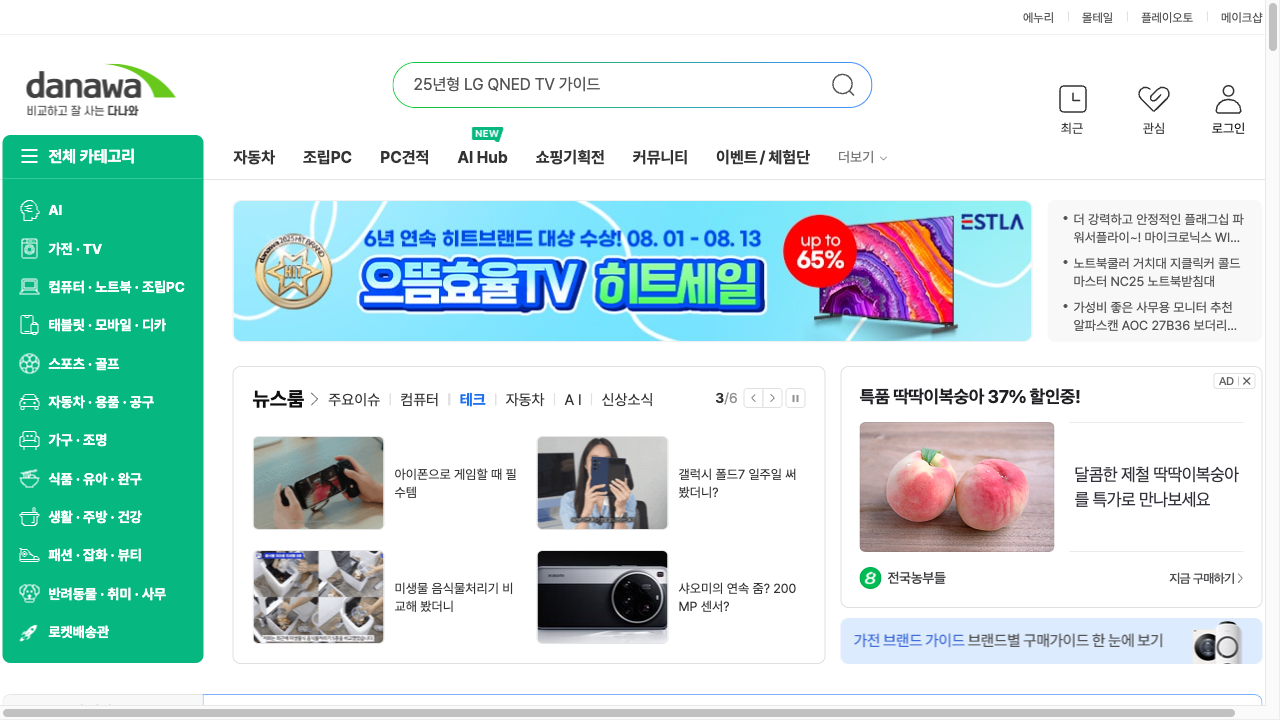 에누리
몰테일
플레이오토
메이크샵
danawa
비교하고 잘 사는 다나와
25년형 LG QNED TV 가이드
최근
관심
로그인
전체 카테고리
자동차
조립PC
PC견적
NEW
AI Hub
쇼핑기획전
커뮤니티
이벤트 / 체험단
더보기
AI
가전 · TV
컴퓨터 · 노트북 · 조립PC
태블릿 · 모바일 · 디카
스포츠 · 골프
자동차 · 용품 · 공구
가구 · 조명
식품 · 유아 · 완구
생활 · 주방 · 건강
패션 · 잡화 · 뷰티
반려동물 · 취미 · 사무
로켓배송관
HIT
6년 연속 히트브랜드 대상 수상! 08. 01 - 08. 13
으뜸효율TV 히트세일
up to
65%
ESTLA
• 더 강력하고 안정적인 플래그십 파
워서플라이~! 마이크로닉스 WI...
• 노트북쿨러 거치대 지클릭커 콜드
마스터 NC25 노트북받침대
• 가성비 좋은 사무용 모니터 추천
알파스캔 AOC 27B36 보더리...
뉴스룸
주요이슈
컴퓨터
테크
자동차
A I
신상소식
3/6
아이폰으로 게임할 때 필
수템
갤럭시 폴드7 일주일 써
봤더니?
미생물 음식물처리기 비
교해 봤더니
샤오미의 연속 줌? 200
MP 센서?
AD
특품 딱딱이복숭아 37% 할인중!
달콤한 제철 딱딱이복숭아
를 특가로 만나보세요
전국농부들
지금 구매하기
가전 브랜드 가이드 브랜드별 구매가이드 한 눈에 보기